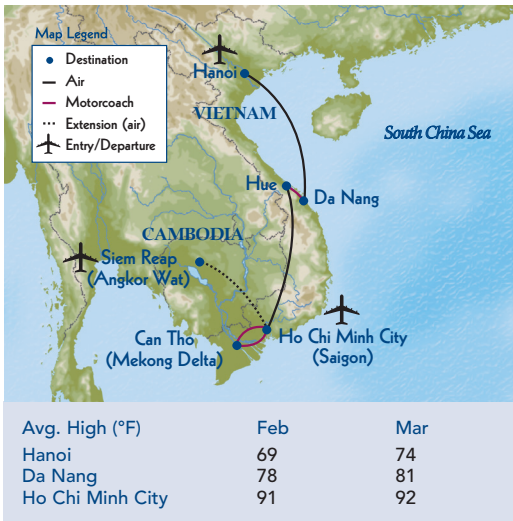 Map Legend
Destination
Air
Motorcoach
Extension (air)
Entry/Departure
Hanoi
VIETNAM
South China Sea
Hue
Da Nang
CAMBODIA
Siem Reap
(Angkor Wat)
Can Tho
(Mekong Delta)
Ho Chi Minh City
(Saigon)
Avg. High (°F) Feb Mar
Hanoi 69 74
Da Nang 78 81
Ho Chi Minh City 91 92